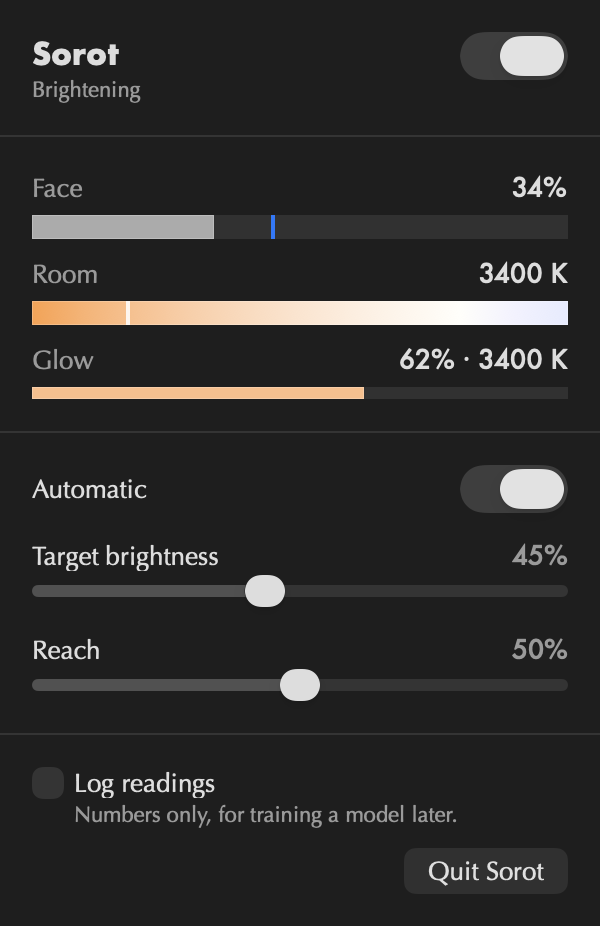 Sorot
Brightening
Face 34%
Room 3400 K
Glow 62% · 3400 K
Automatic
Target brightness 45%
Reach 50%
Log readings
Numbers only, for training a model later.
Quit Sorot